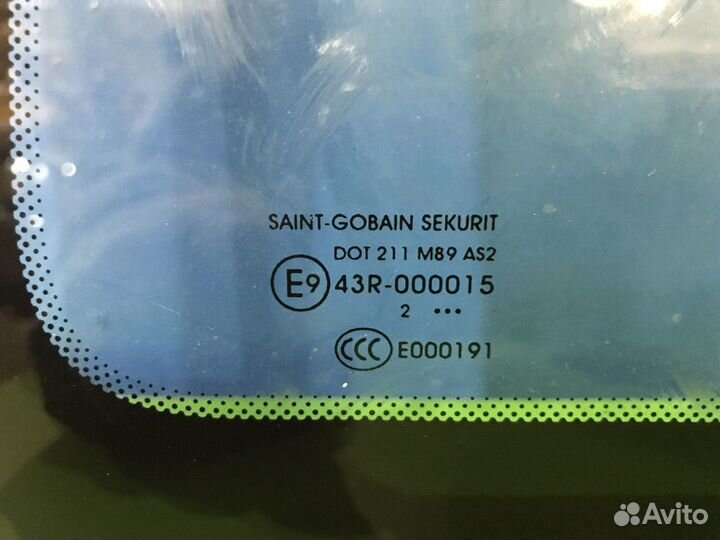 SAINT-GOBAIN SEKURIT
DOT 211 M89 AS2
E9 43R-000015
2 •••
CCC E000191
Avito